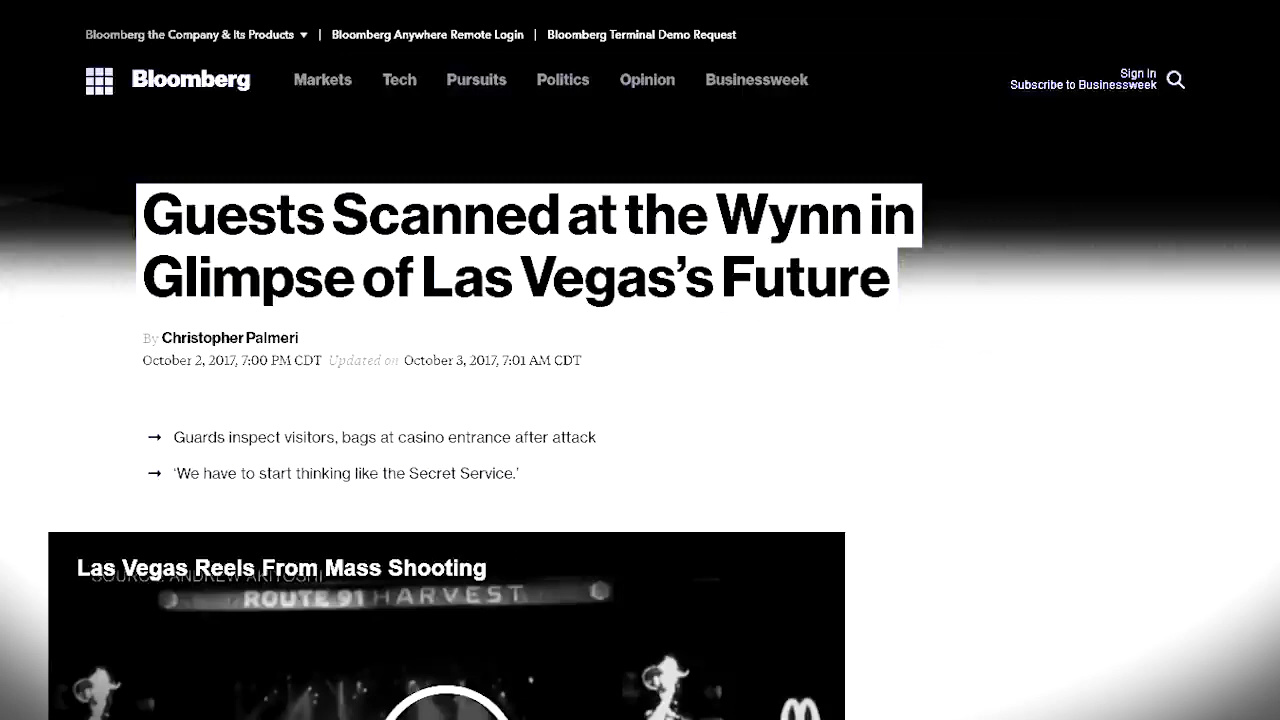 Bloomberg the Company & Its Products | Bloomberg Anywhere Remote Login | Bloomberg Terminal Demo Request
Bloomberg Markets Tech Pursuits Politics Opinion Businessweek
Sign In
Subscribe to Businessweek
Guests Scanned at the Wynn in
Glimpse of Las Vegas’s Future
By Christopher Palmeri
October 2, 2017, 7:00 PM CDT Updated on October 3, 2017, 7:01 AM CDT
→ Guards inspect visitors, bags at casino entrance after attack
→ ‘We have to start thinking like the Secret Service.’
Las Vegas Reels From Mass Shooting
ROUTE 91 HARVEST